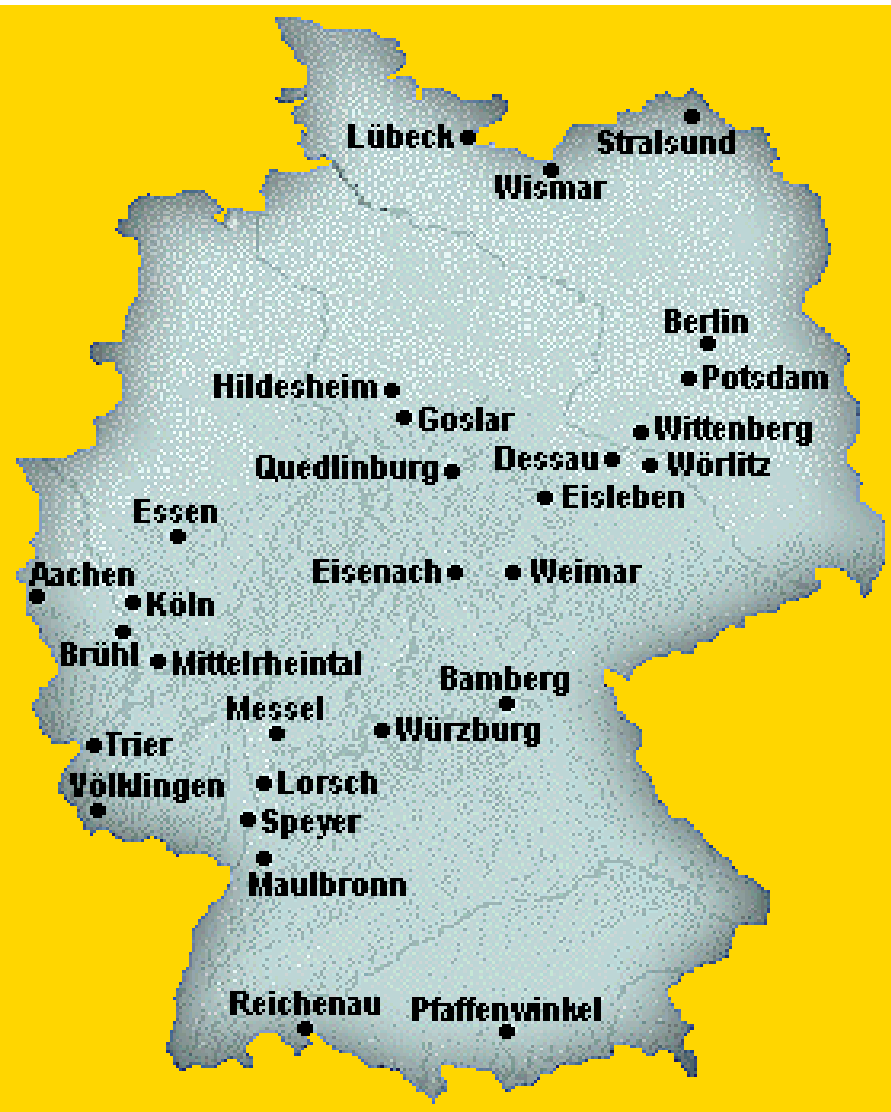 Lübeck
Stralsund
Wismar
Berlin
Potsdam
Hildesheim
Goslar
Wittenberg
Quedlinburg
Dessau
Wörlitz
Eisleben
Essen
Aachen
Eisenach
Weimar
Köln
Brühl
Mittelrheintal
Bamberg
Messel
Würzburg
Trier
Völklingen
Lorsch
Speyer
Maulbronn
Reichenau
Pfaffenwinkel